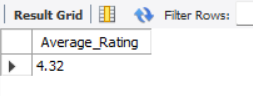 Result Grid Filter Rows:
Average_Rating
4.32